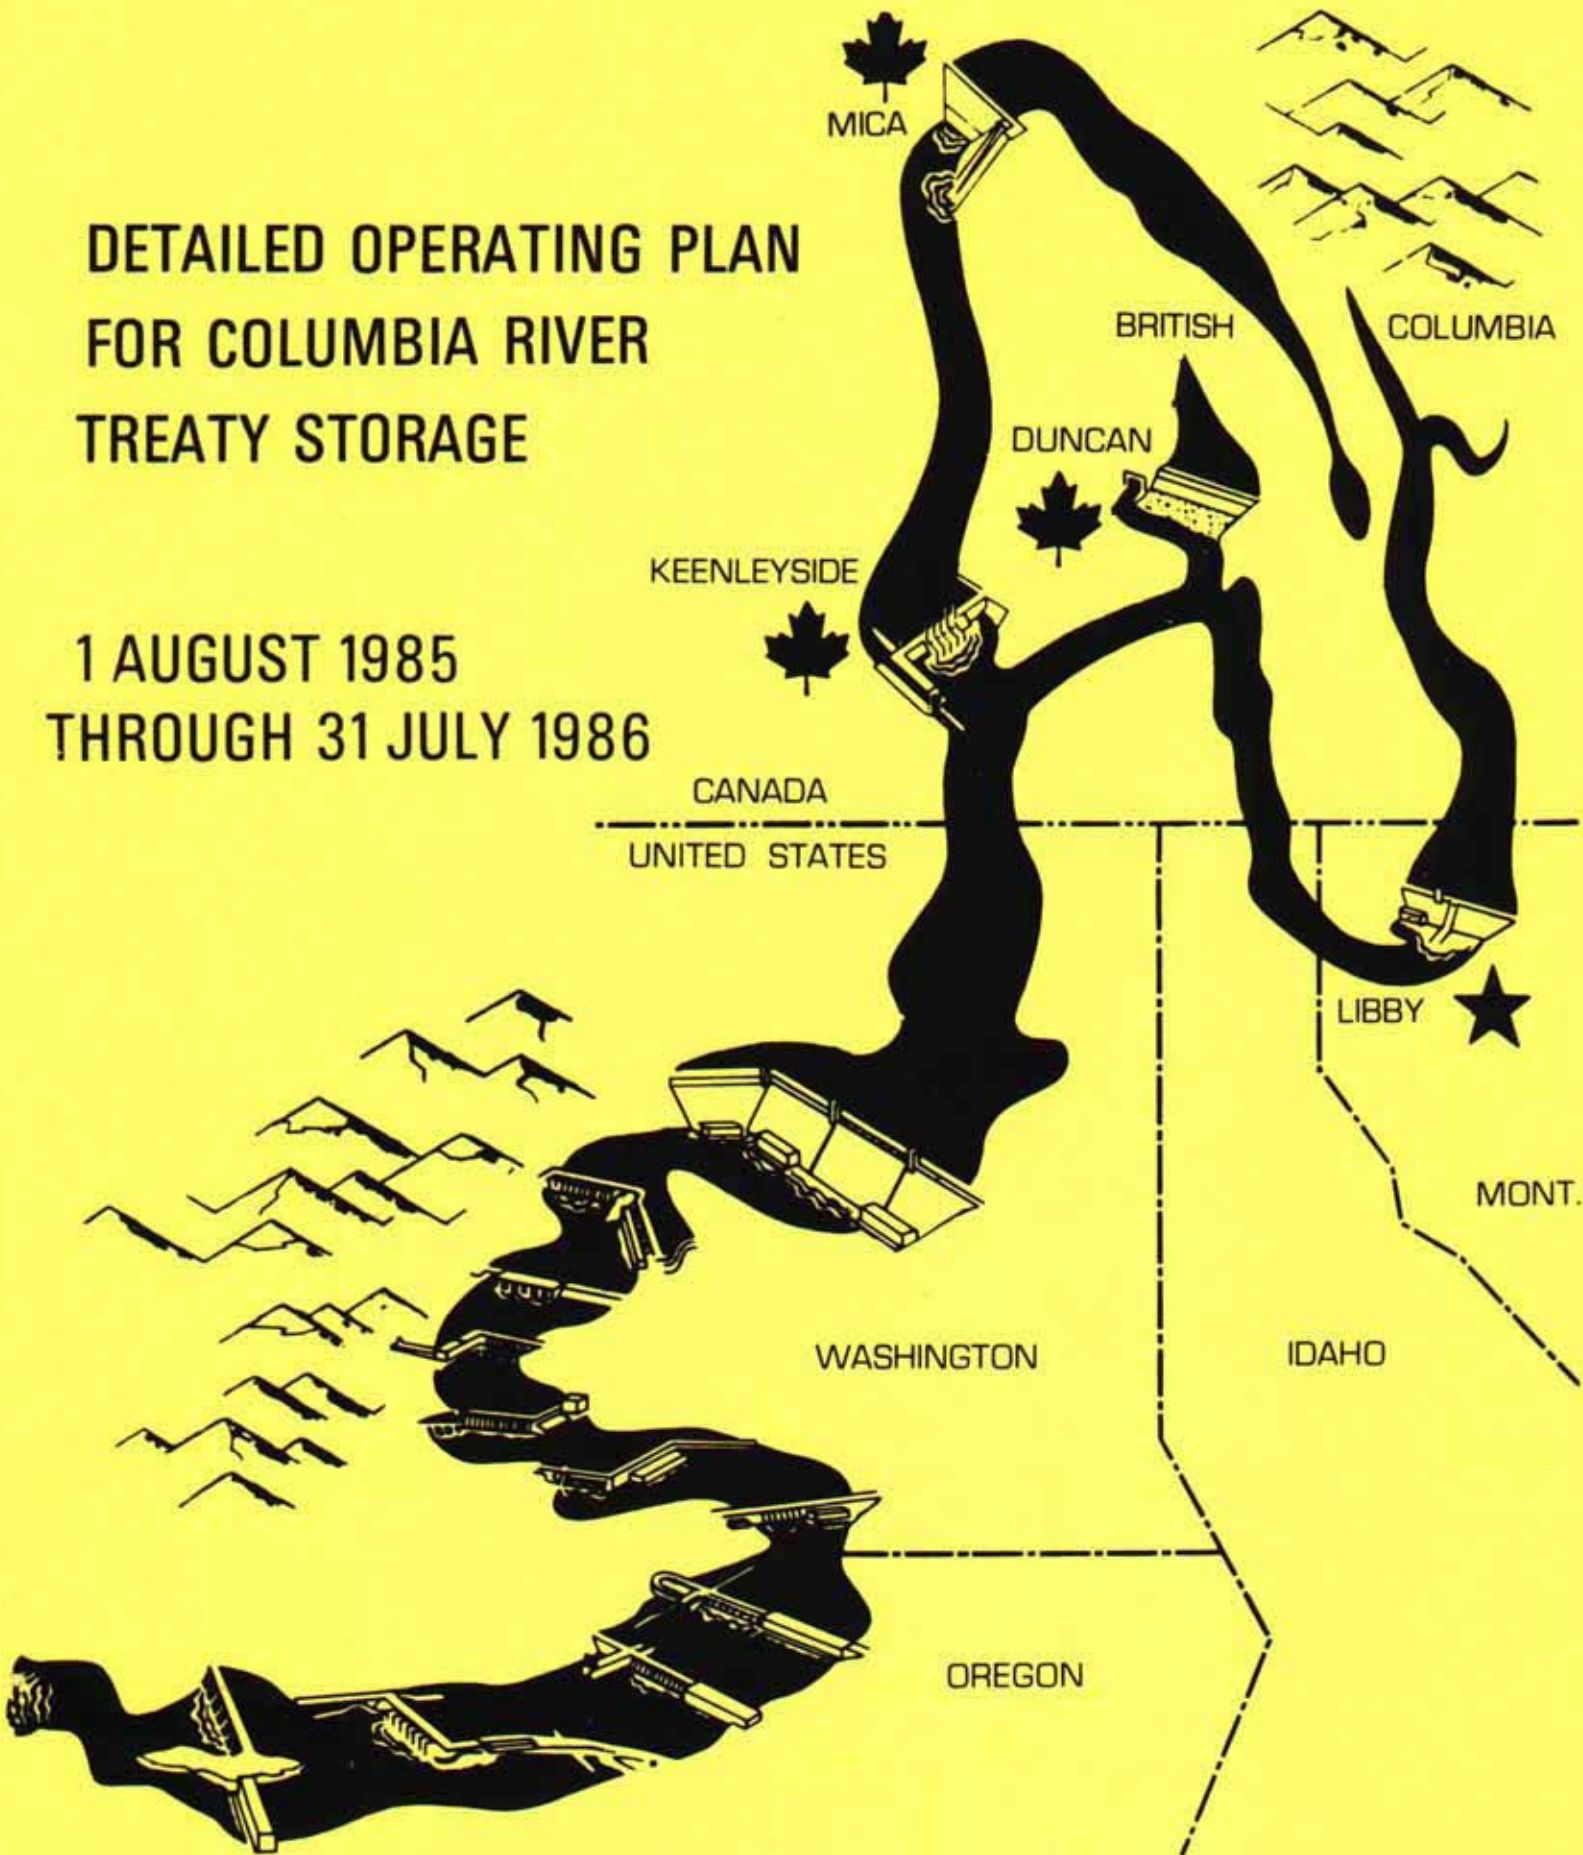 MICA
DETAILED OPERATING PLAN
FOR COLUMBIA RIVER
TREATY STORAGE
BRITISH COLUMBIA
DUNCAN
KEENLEYSIDE
1 AUGUST 1985
THROUGH 31 JULY 1986
CANADA
UNITED STATES
LIBBY
MONT.
WASHINGTON
IDAHO
OREGON